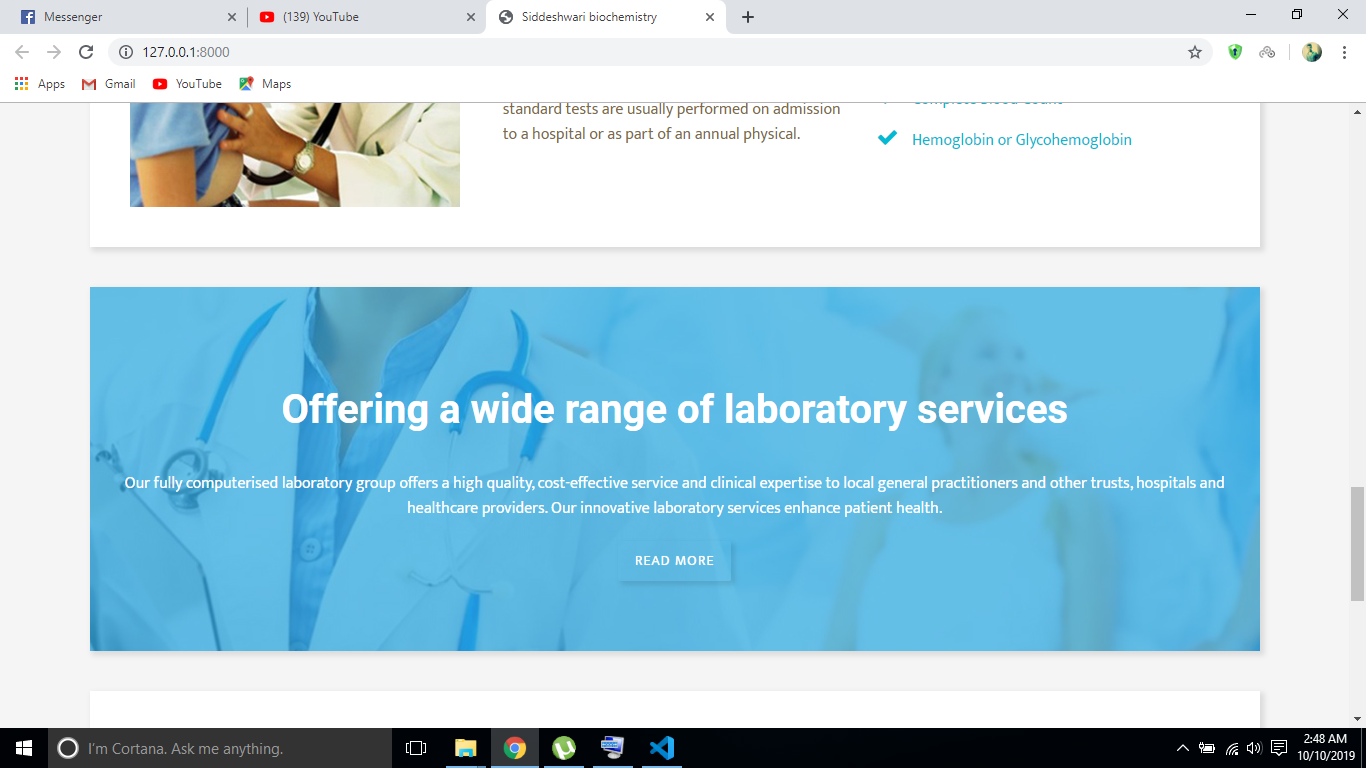 Messenger
(139) YouTube
Siddeshwari biochemistry
127.0.0.1:8000
Apps
Gmail
YouTube
Maps
standard tests are usually performed on admission
to a hospital or as part of an annual physical.
Complete Blood Count
Hemoglobin or Glycohemoglobin
Offering a wide range of laboratory services
Our fully computerised laboratory group offers a high quality, cost-effective service and clinical expertise to local general practitioners and other trusts, hospitals and
healthcare providers. Our innovative laboratory services enhance patient health.
READ MORE
I'm Cortana. Ask me anything.
2:48 AM
10/10/2019